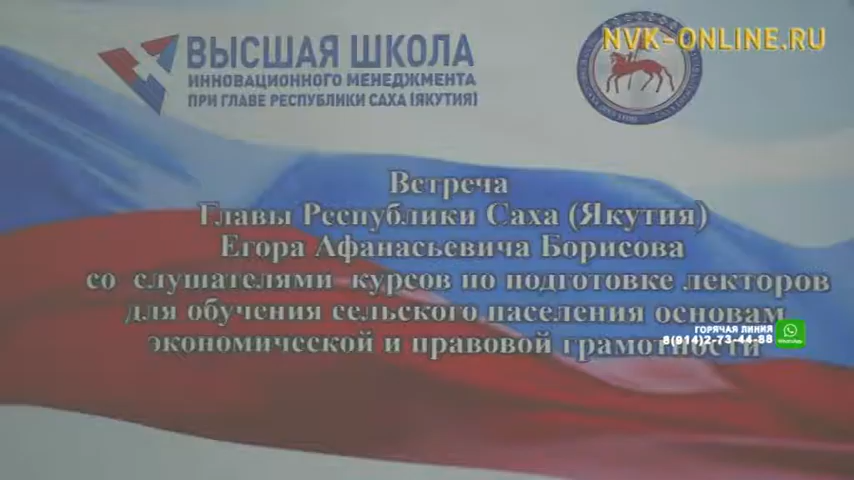 NVK-ONLINE.RU
ВЫСШАЯ ШКОЛА
ИННОВАЦИОННОГО МЕНЕДЖМЕНТА
ПРИ ГЛАВЕ РЕСПУБЛИКИ САХА (ЯКУТИЯ)
Встреча
Главы Республики Саха (Якутия)
Егора Афанасьевича Борисова
со слушателями курсов по подготовке лекторов
для обучения сельского населения основам
экономической и правовой грамотности
ГОРЯЧАЯ ЛИНИЯ
8(914)2-73-44-88
WhatsApp